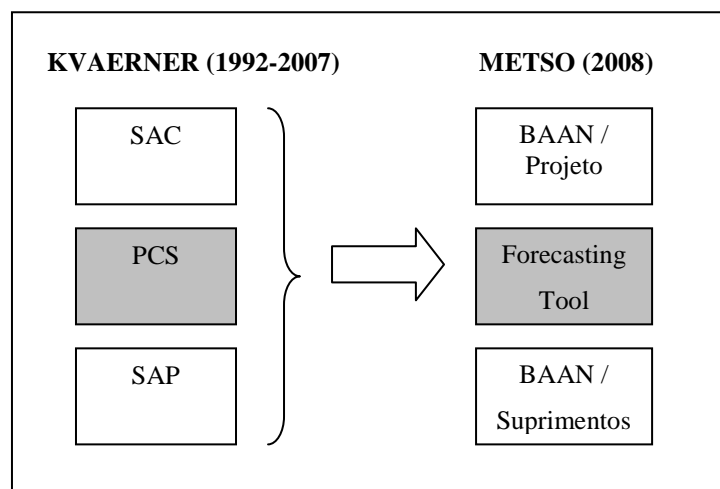 KVAERNER (1992-2007)
METSO (2008)
SAC
BAAN /
Projeto
PCS
Forecasting
Tool
SAP
BAAN /
Suprimentos